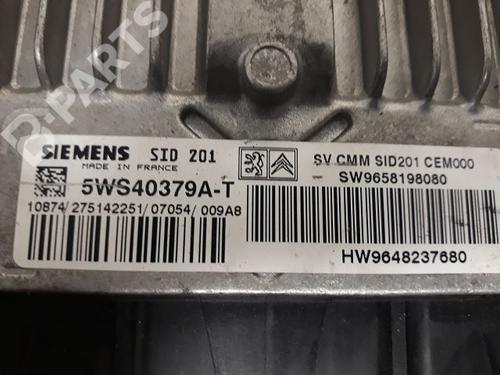 B-PARTS
SIEMENS SID 201
MADE IN FRANCE
5WS40379A-T
10874/275142251/07054/009A8
SV CMM SID201 CEM000
SW9658198080
HW9648237680